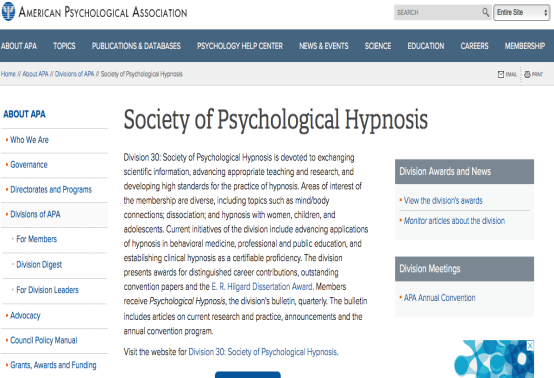 AMERICAN PSYCHOLOGICAL ASSOCIATION
SEARCH
Entire Site
ABOUT APA TOPICS PUBLICATIONS & DATABASES PSYCHOLOGY HELP CENTER NEWS & EVENTS SCIENCE EDUCATION CAREERS MEMBERSHIP
Home // About APA // Divisions of APA // Society of Psychological Hypnosis
EMAIL PRINT
ABOUT APA
Who We Are
Governance
Directorates and Programs
Divisions of APA
For Members
Division Digest
For Division Leaders
Advocacy
Council Policy Manual
Grants, Awards and Funding
Society of Psychological Hypnosis
Division 30: Society of Psychological Hypnosis is devoted to exchanging
scientific information, advancing appropriate teaching and research, and
developing high standards for the practice of hypnosis. Areas of interest of
the membership are diverse, including topics such as mind/body
connections; dissociation; and hypnosis with women, children, and
adolescents. Current initiatives of the division include advancing applications
of hypnosis in behavioral medicine, professional and public education, and
establishing clinical hypnosis as a certifiable proficiency. The division
presents awards for distinguished career contributions, outstanding
convention papers and the E. R. Hilgard Dissertation Award. Members
receive Psychological Hypnosis, the division's bulletin, quarterly. The bulletin
includes articles on current research and practice, announcements and the
annual convention program.
Visit the website for Division 30: Society of Psychological Hypnosis.
Division Awards and News
View the division's awards
Monitor articles about the division
Division Meetings
APA Annual Convention